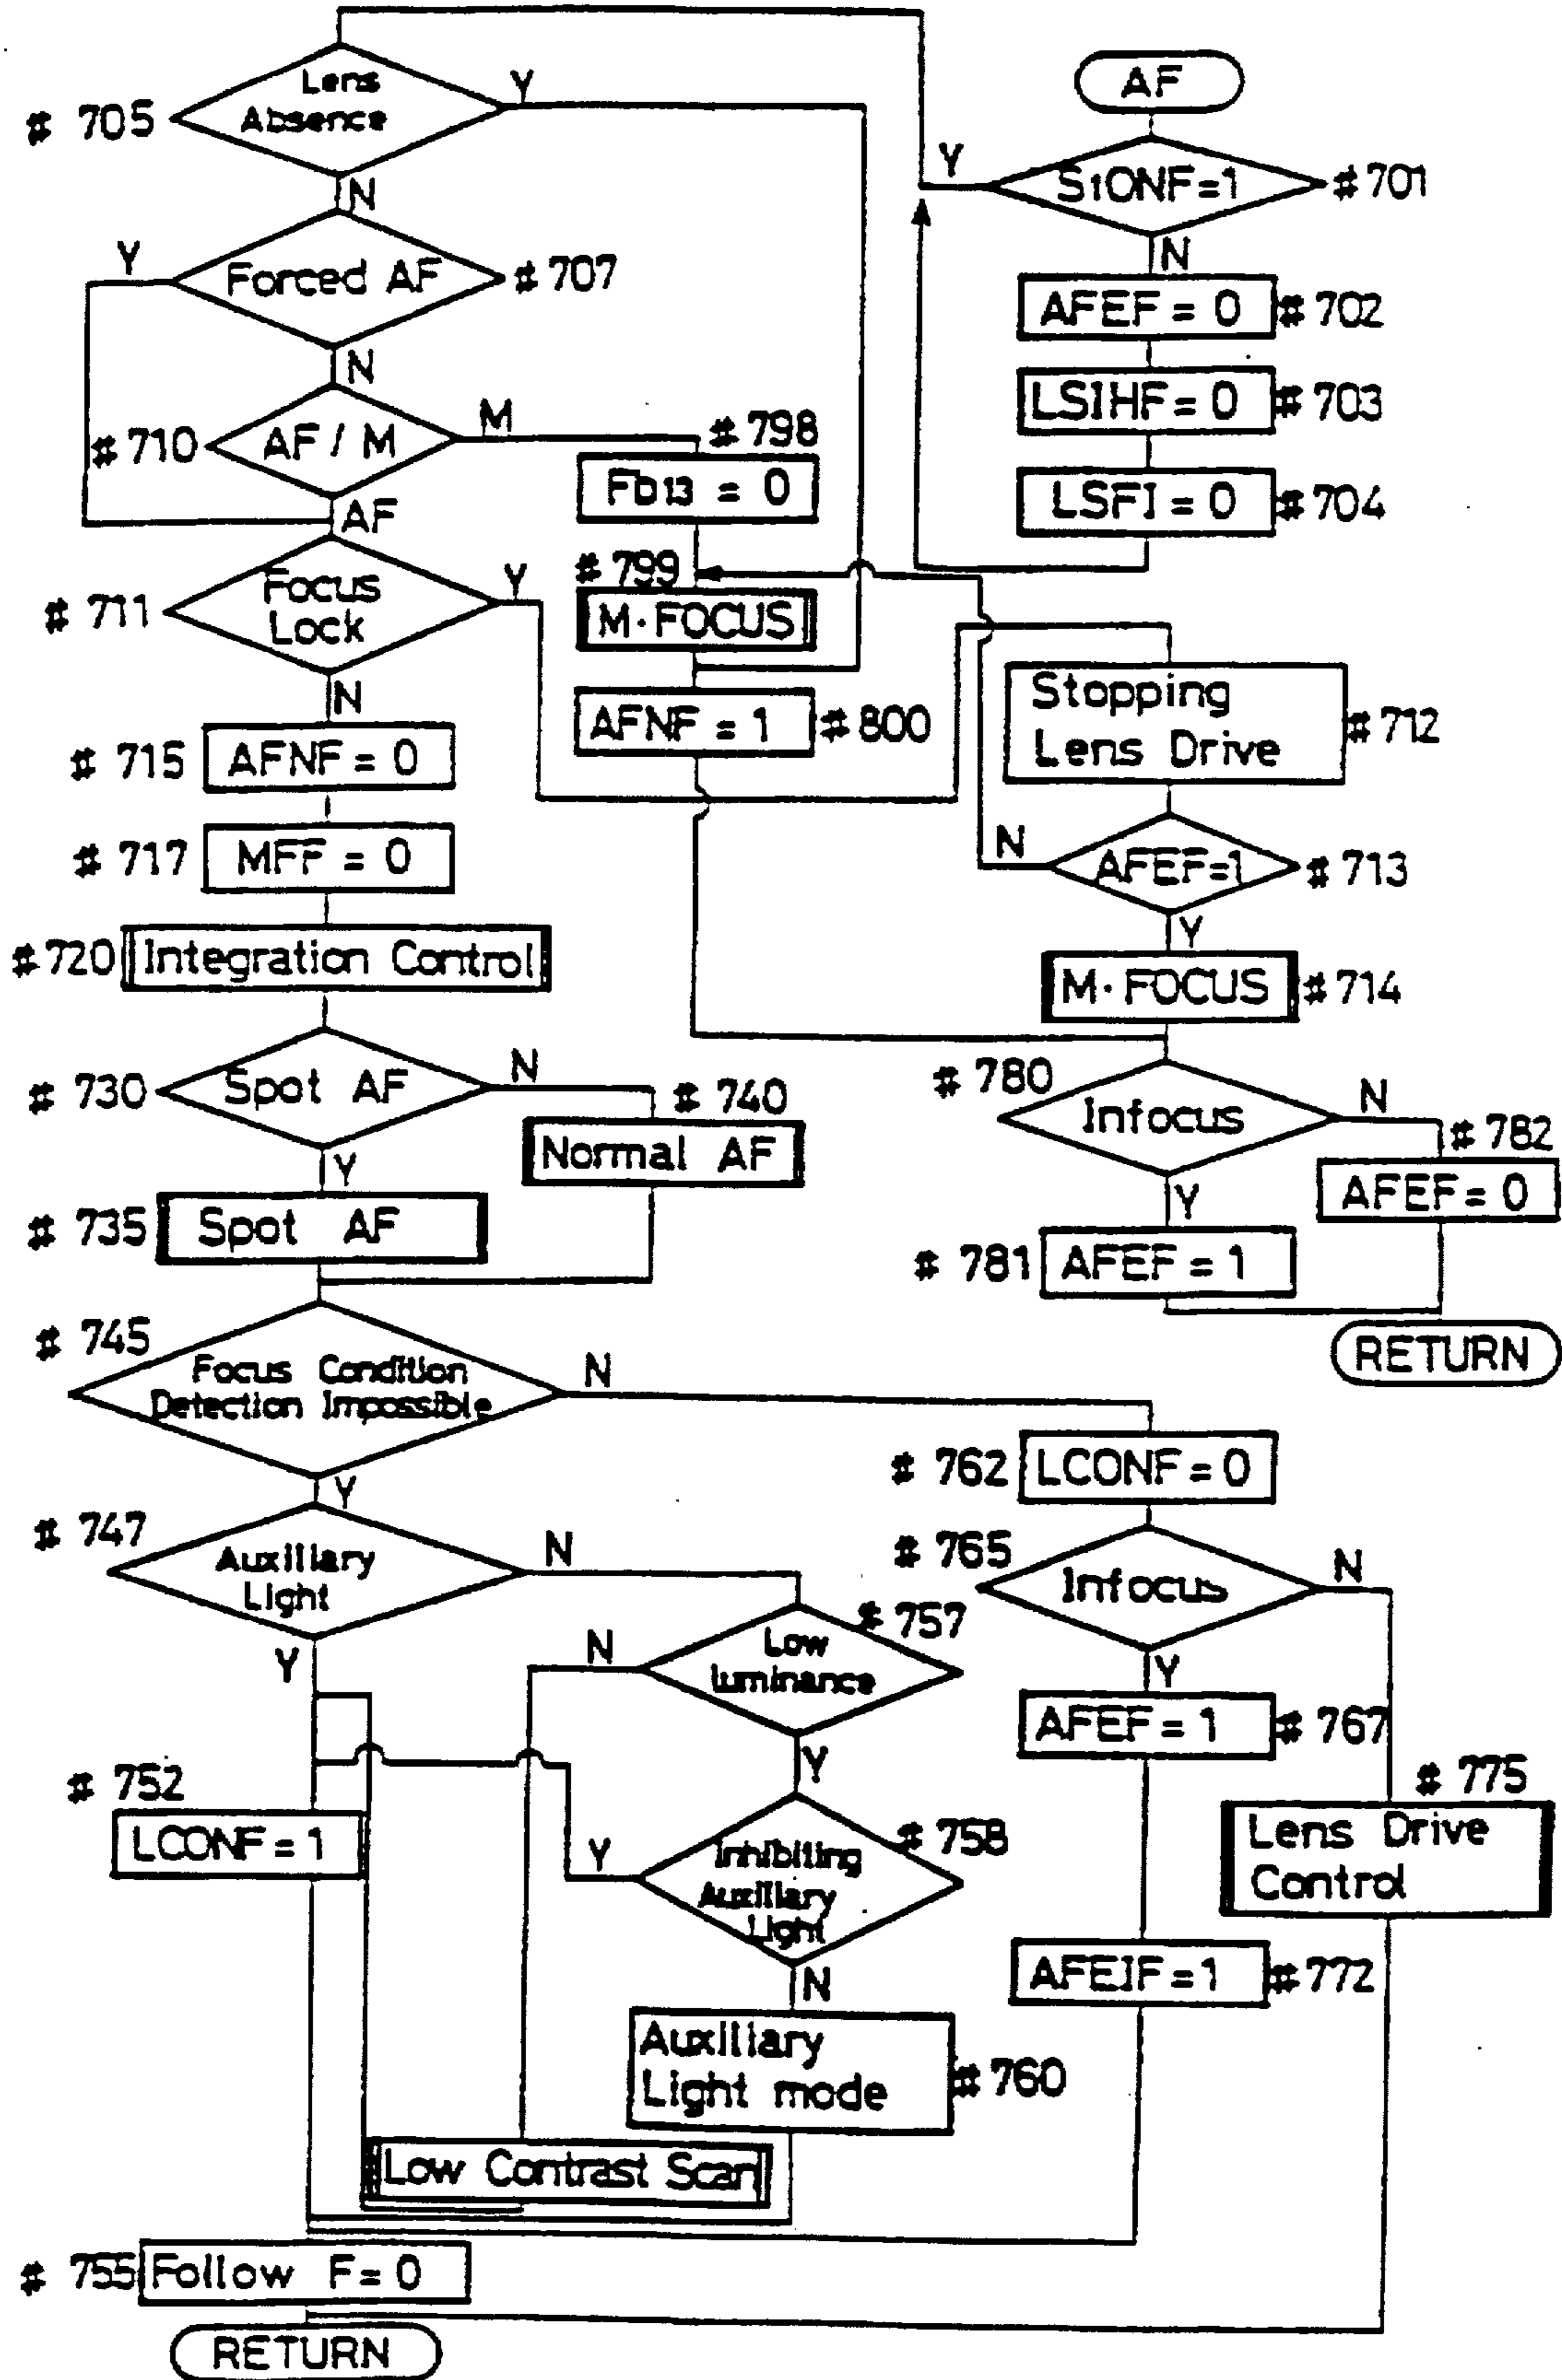 AF
S1ONF=1
Y
# 701
N
AFEF = 0
# 702
LSIHF = 0
# 703
LSFI = 0
# 704
Lens
Absence
Y
# 705
N
Forced AF
Y
# 707
N
AF / M
# 710
M
AF
# 798
Fb13 = 0
# 799
M·FOCUS
AFNF = 1
# 800
Focus
Lock
Y
# 711
N
Stopping
Lens Drive
# 712
N
AFEF=1
# 713
Y
M·FOCUS
# 714
# 715
AFNF = 0
# 717
MFF = 0
# 720
Integration Control
# 730
Spot AF
N
# 740
Normal AF
Y
# 735
Spot AF
# 780
Infocus
N
# 782
AFEF = 0
Y
# 781
AFEF = 1
RETURN
# 745
Focus Condition
Detection Impossible
N
Y
# 762
LCONF = 0
# 747
Auxiliary
Light
N
Y
# 765
Infocus
N
Y
# 757
Low
luminance
N
Y
AFEF = 1
# 767
# 752
LCONF = 1
# 758
Inhibiting
Auxiliary
Light
Y
N
# 775
Lens Drive
Control
AFEIF = 1
# 772
Auxiliary
Light mode
# 760
Low Contrast Scan
# 755
Follow F = 0
RETURN